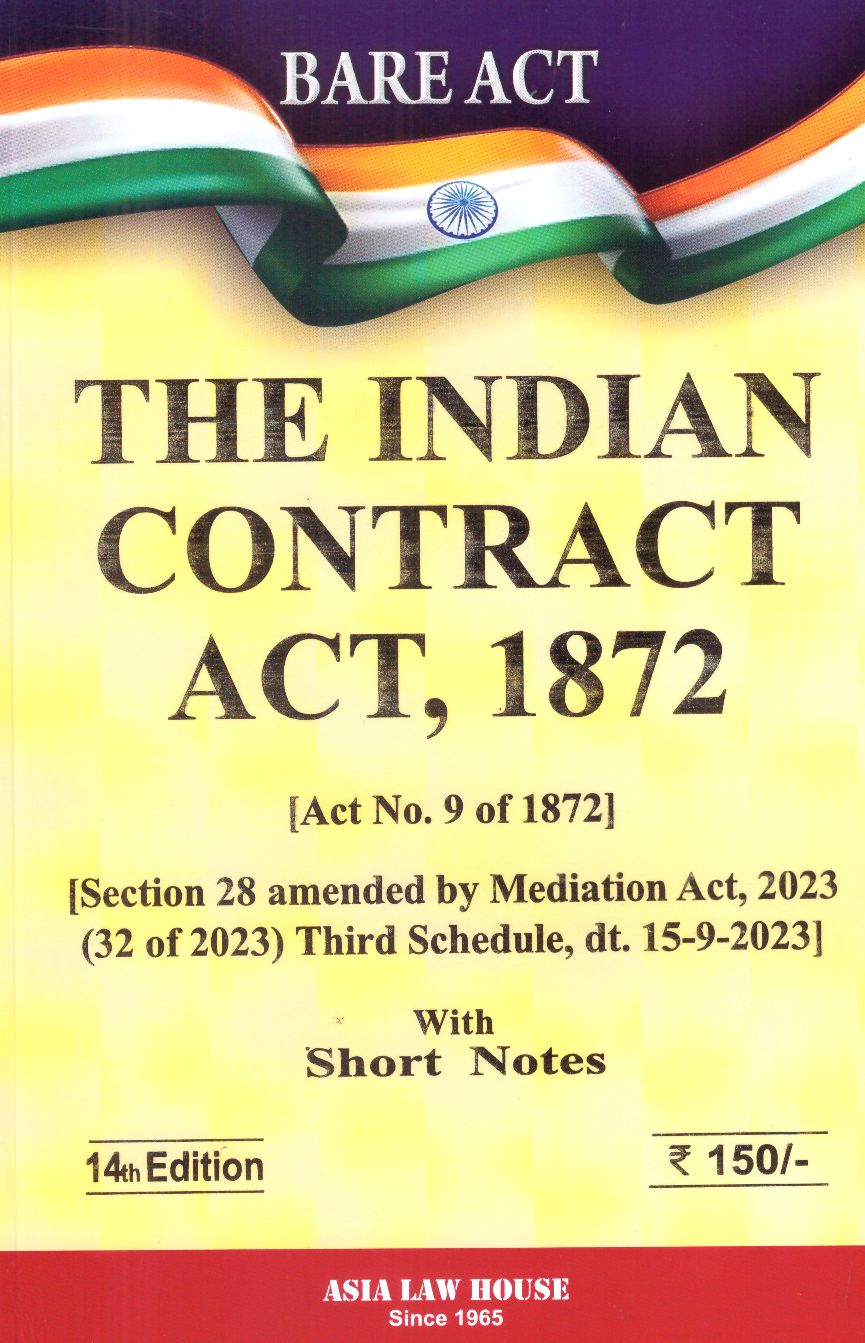 BARE ACT
THE INDIAN
CONTRACT
ACT, 1872
[Act No. 9 of 1872]
[Section 28 amended by Mediation Act, 2023
(32 of 2023) Third Schedule, dt. 15-9-2023]
With
Short Notes
14th Edition
₹ 150/-
ASIA LAW HOUSE
Since 1965